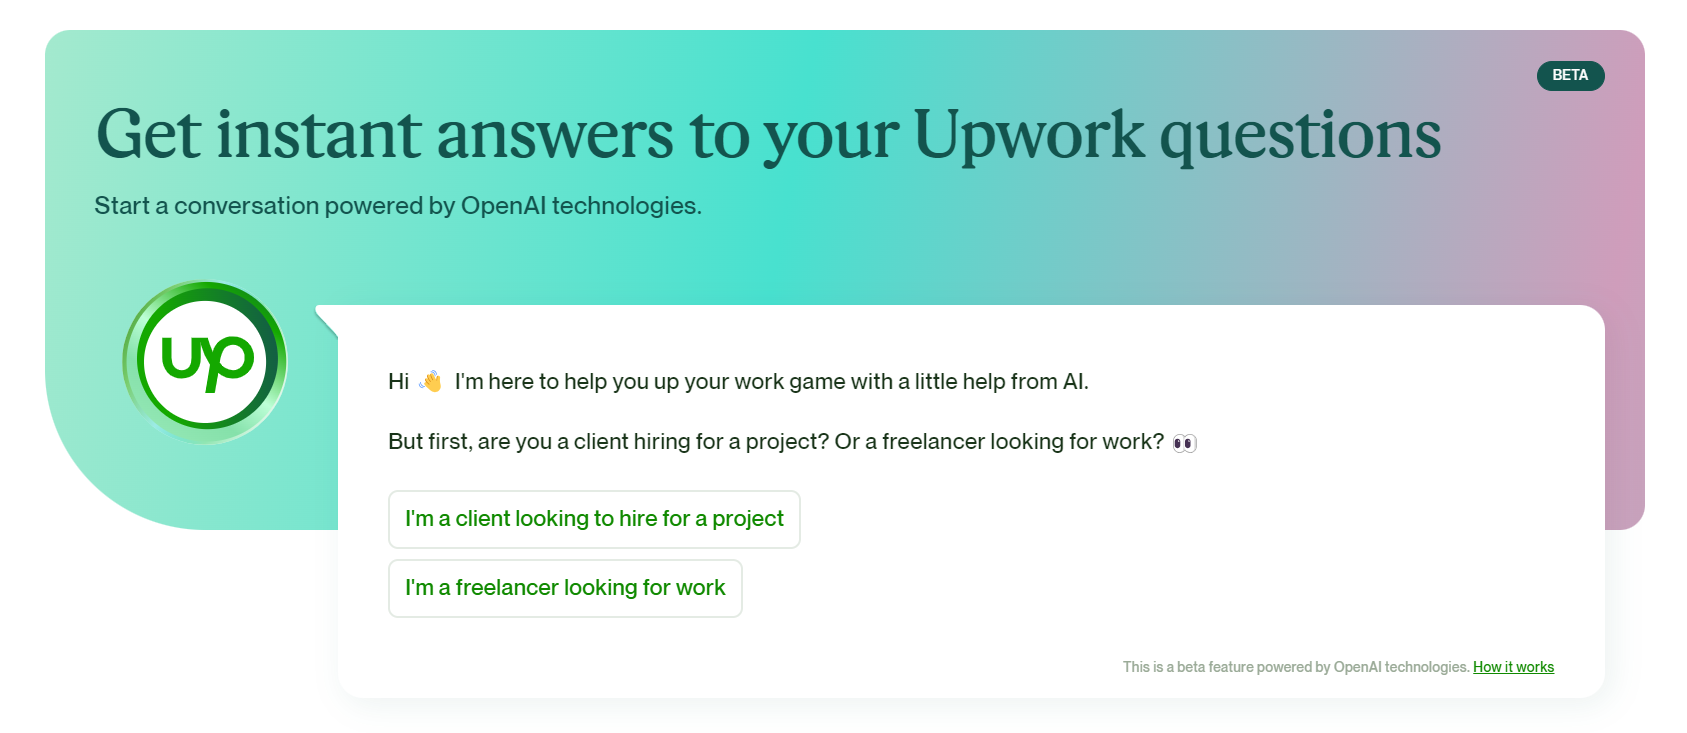 BETA
Get instant answers to your Upwork questions
Start a conversation powered by OpenAI technologies.
up
Hi 👋 I'm here to help you up your work game with a little help from AI.
But first, are you a client hiring for a project? Or a freelancer looking for work? 👀
I'm a client looking to hire for a project
I'm a freelancer looking for work
This is a beta feature powered by OpenAI technologies. How it works